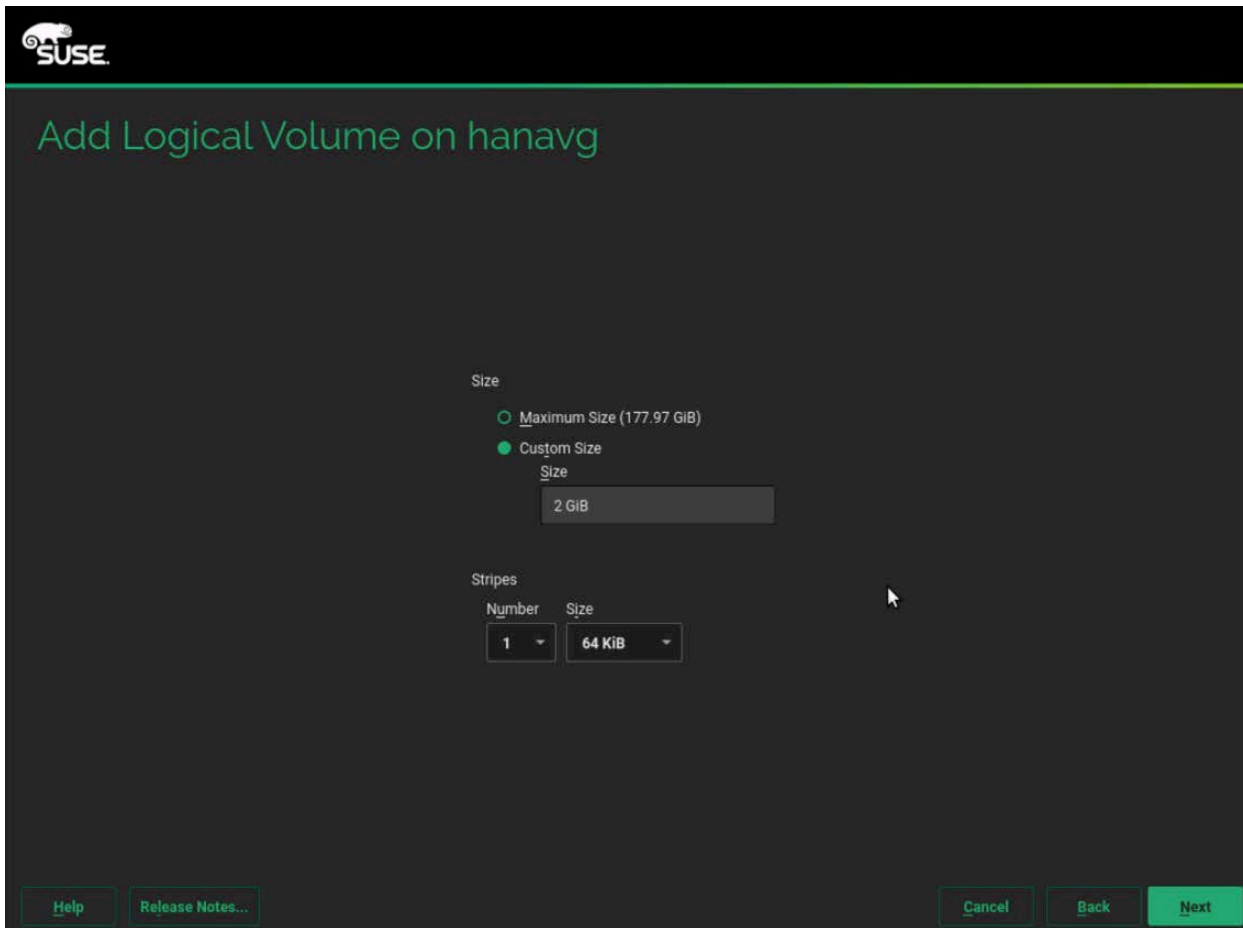 SUSE.
Add Logical Volume on hanavg
Size
Maximum Size (177.97 GiB)
Custom Size
Size
2 GiB
Stripes
Number Size
1 64 KiB
Help Release Notes... Cancel Back Next